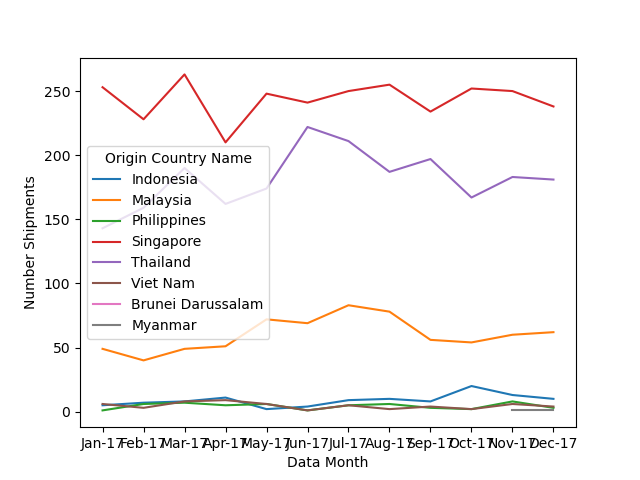 250
200
150
100
50
0
Number Shipments
Origin Country Name
Indonesia
Malaysia
Philippines
Singapore
Thailand
Viet Nam
Brunei Darussalam
Myanmar
Jan-17 Feb-17 Mar-17 Apr-17 May-17 Jun-17 Jul-17 Aug-17 Sep-17 Oct-17 Nov-17 Dec-17
Data Month